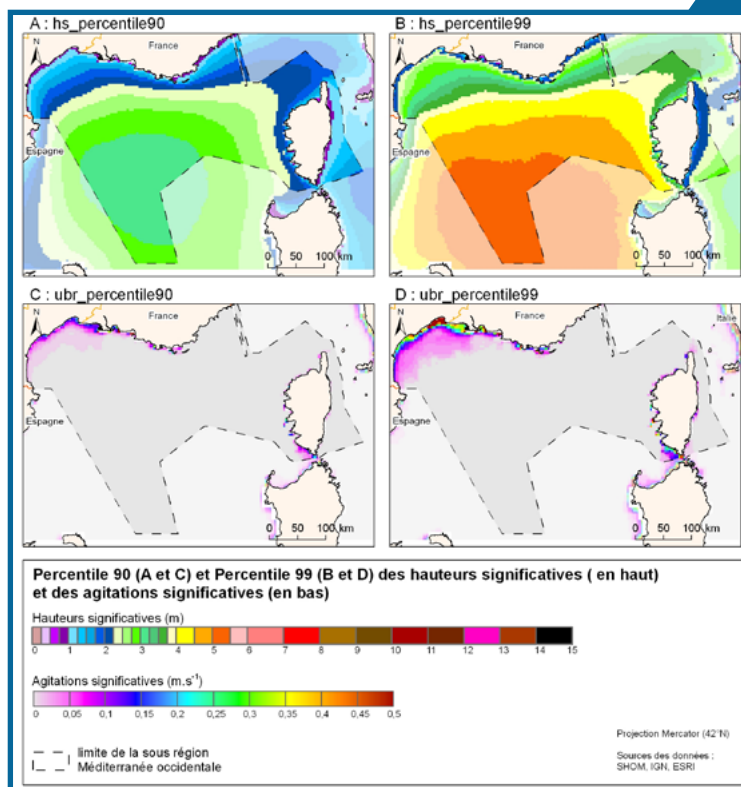 A : hs_percentile90
B : hs_percentile99
N
France
Espagne
0 50 100
km
N
France
Espagne
0 50 100
km
C : ubr_percentile90
D : ubr_percentile99
N
France
Espagne
0 50 100
km
N
France
Italie
Espagne
0 50 100
km
Percentile 90 (A et C) et Percentile 99 (B et D) des hauteurs significatives ( en haut)
et des agitations significatives (en bas)
Hauteurs significatives (m)
0 1 2 3 4 5 6 7 8 9 10 11 12 13 14 15
Agitations significatives (m.s⁻¹)
0 0,05 0,1 0,15 0,2 0,25 0,3 0,35 0,4 0,45 0,5
limite de la sous région
Méditerranée occidentale
Projection Mercator (42°N)
Sources des données :
SHOM, IGN, ESRI